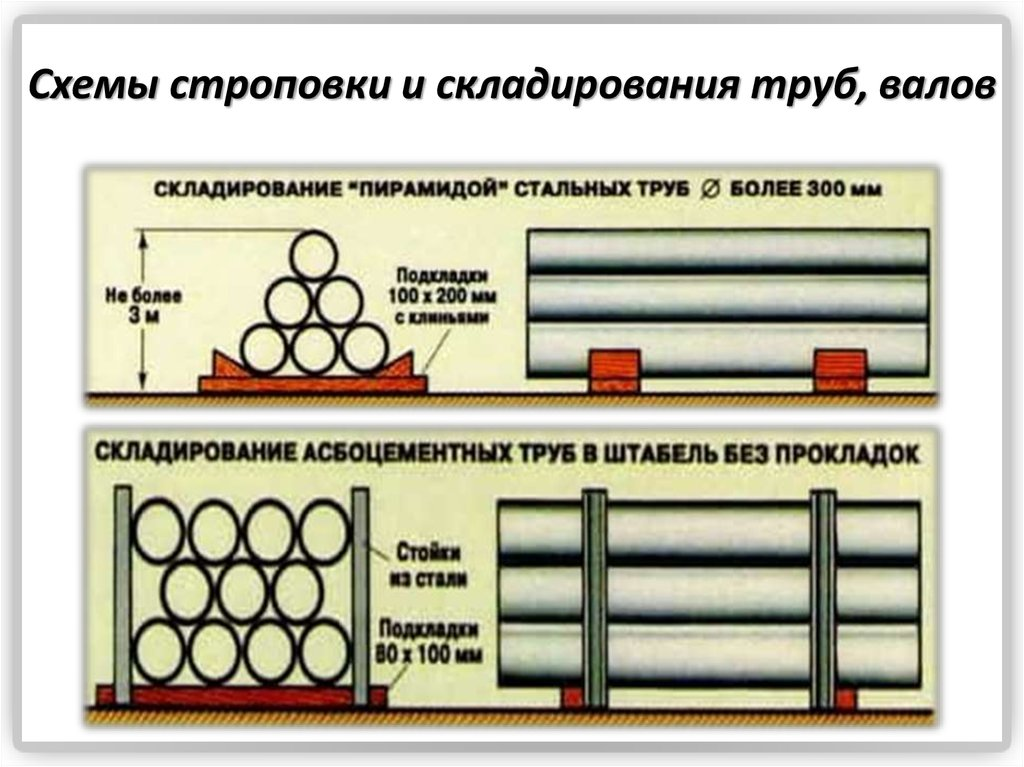 Схемы строповки и складирования труб, валов
СКЛАДИРОВАНИЕ "ПИРАМИДОЙ" СТАЛЬНЫХ ТРУБ ∅ БОЛЕЕ 300 мм
Не более
3 м
Подкладки
100 х 200 мм
с клиньями
СКЛАДИРОВАНИЕ АСБОЦЕМЕНТНЫХ ТРУБ В ШТАБЕЛЬ БЕЗ ПРОКЛАДОК
Стойки
из стали
Подкладки
80 х 100 мм